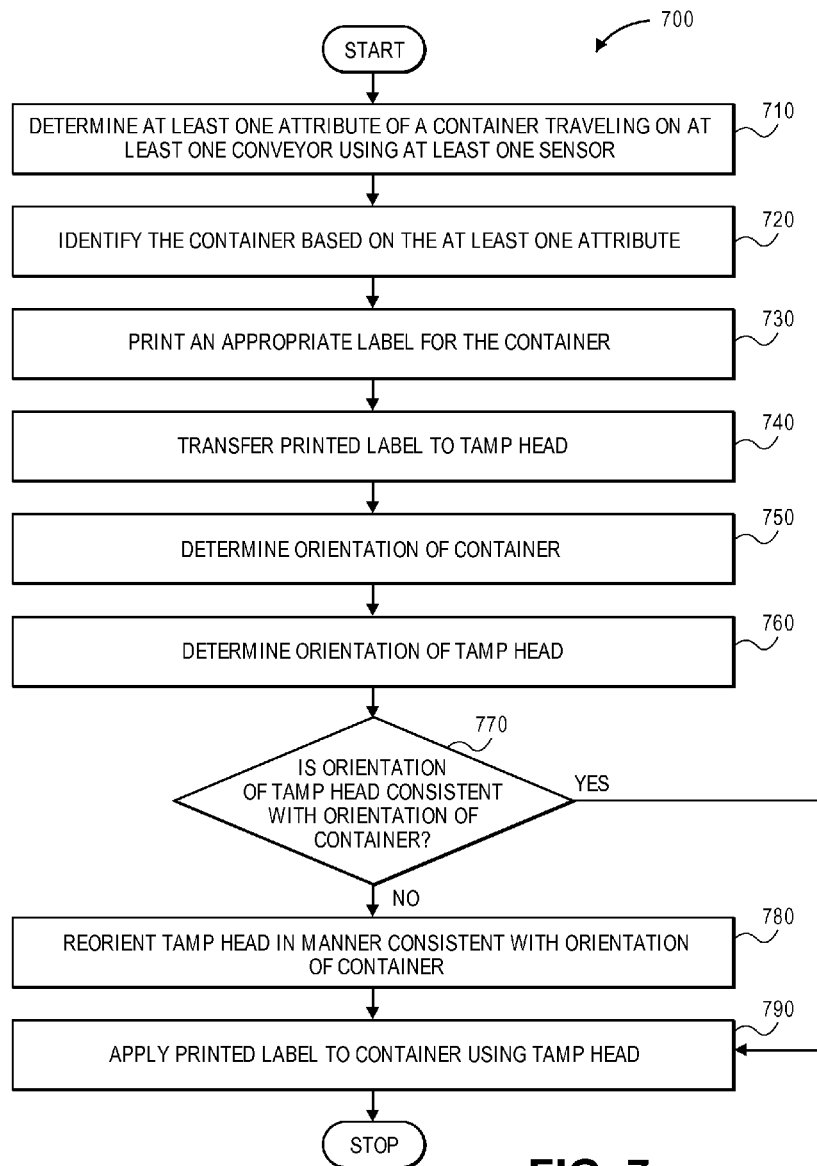 700
START
DETERMINE AT LEAST ONE ATTRIBUTE OF A CONTAINER TRAVELING ON AT
LEAST ONE CONVEYOR USING AT LEAST ONE SENSOR
710
IDENTIFY THE CONTAINER BASED ON THE AT LEAST ONE ATTRIBUTE
720
PRINT AN APPROPRIATE LABEL FOR THE CONTAINER
730
TRANSFER PRINTED LABEL TO TAMP HEAD
740
DETERMINE ORIENTATION OF CONTAINER
750
DETERMINE ORIENTATION OF TAMP HEAD
760
770
IS ORIENTATION
OF TAMP HEAD CONSISTENT
WITH ORIENTATION OF
CONTAINER?
YES
NO
REORIENT TAMP HEAD IN MANNER CONSISTENT WITH ORIENTATION
OF CONTAINER
780
APPLY PRINTED LABEL TO CONTAINER USING TAMP HEAD
790
STOP